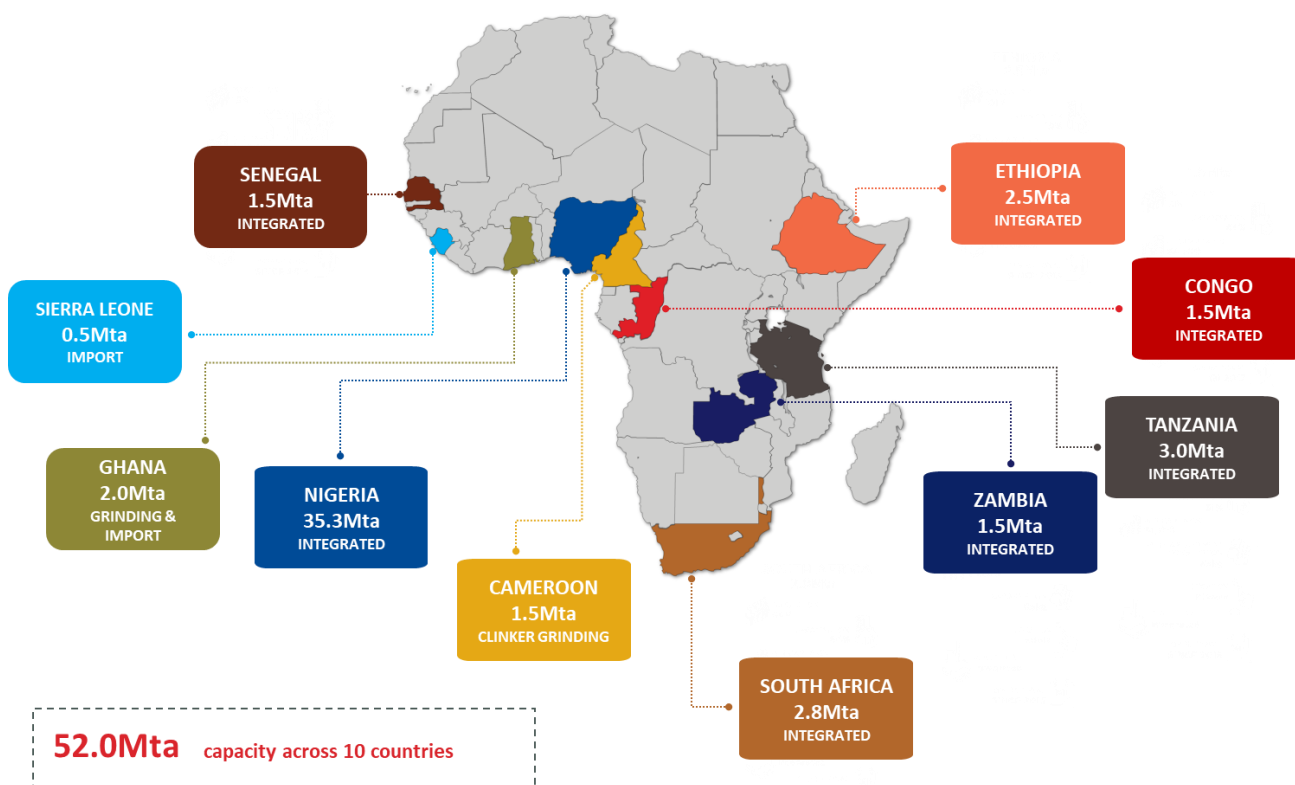 SENEGAL
1.5Mta
INTEGRATED
ETHIOPIA
2.5Mta
INTEGRATED
SIERRA LEONE
0.5Mta
IMPORT
CONGO
1.5Mta
INTEGRATED
GHANA
2.0Mta
GRINDING &
IMPORT
NIGERIA
35.3Mta
INTEGRATED
TANZANIA
3.0Mta
INTEGRATED
ZAMBIA
1.5Mta
INTEGRATED
CAMEROON
1.5Mta
CLINKER GRINDING
SOUTH AFRICA
2.8Mta
INTEGRATED
52.0Mta capacity across 10 countries